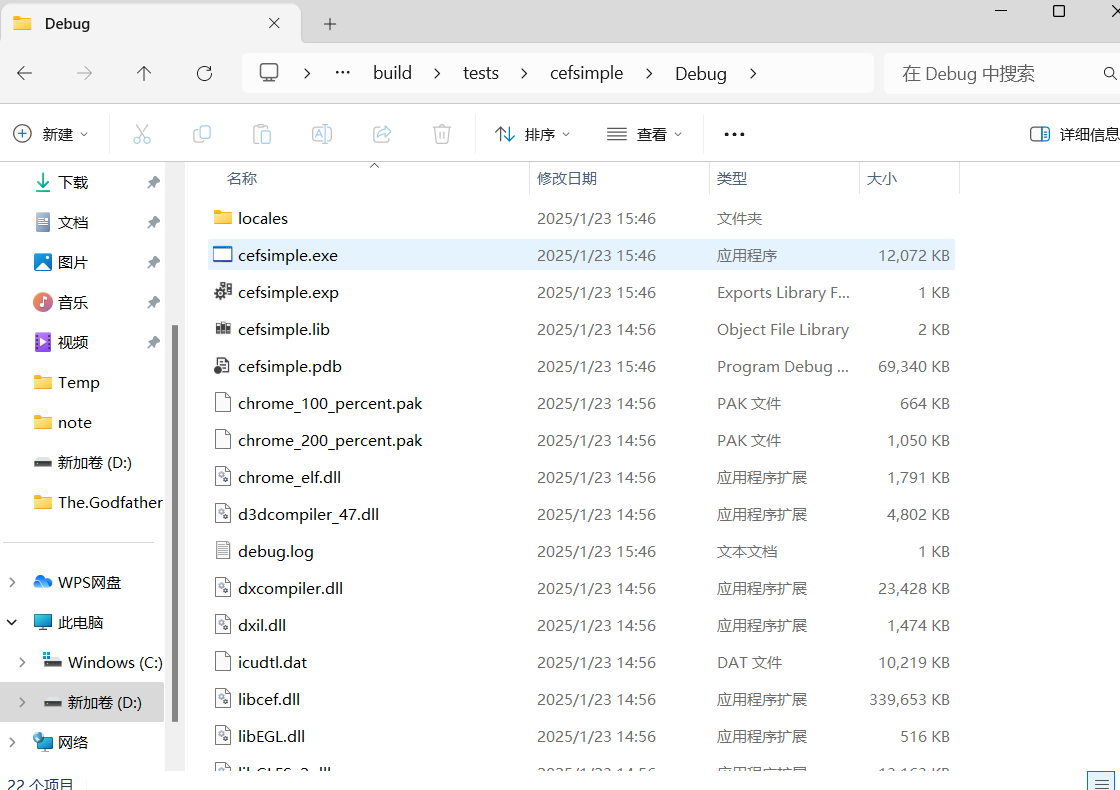 Debug
··· build tests cefsimple Debug
在 Debug 中搜索
新建 排序 查看 ··· 详细信息
下载
文档
图片
音乐
视频
Temp
note
新加卷 (D:)
The.Godfather
WPS网盘
此电脑
Windows (C:)
新加卷 (D:)
网络
名称 修改日期 类型 大小
locales 2025/1/23 15:46 文件夹
cefsimple.exe 2025/1/23 15:46 应用程序 12,072 KB
cefsimple.exp 2025/1/23 15:46 Exports Library F... 1 KB
cefsimple.lib 2025/1/23 14:56 Object File Library 2 KB
cefsimple.pdb 2025/1/23 15:46 Program Debug ... 69,340 KB
chrome_100_percent.pak 2025/1/23 14:56 PAK 文件 664 KB
chrome_200_percent.pak 2025/1/23 14:56 PAK 文件 1,050 KB
chrome_elf.dll 2025/1/23 14:56 应用程序扩展 1,791 KB
d3dcompiler_47.dll 2025/1/23 14:56 应用程序扩展 4,802 KB
debug.log 2025/1/23 15:46 文本文档 1 KB
dxcompiler.dll 2025/1/23 14:56 应用程序扩展 23,428 KB
dxil.dll 2025/1/23 14:56 应用程序扩展 1,474 KB
icudtl.dat 2025/1/23 14:56 DAT 文件 10,219 KB
libcef.dll 2025/1/23 14:56 应用程序扩展 339,653 KB
libEGL.dll 2025/1/23 14:56 应用程序扩展 516 KB
22 个项目